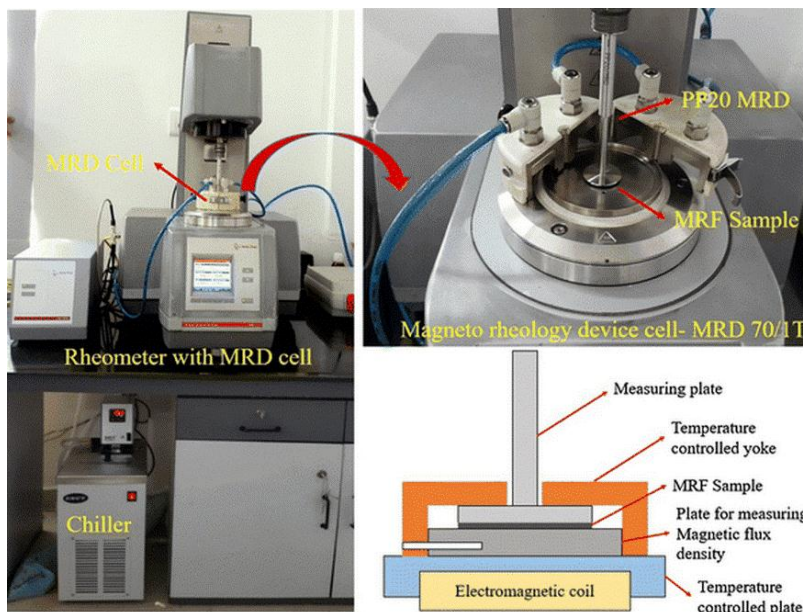 MRD Cell
Rheometer with MRD cell
Chiller
PP20 MRD
MRF Sample
Magneto rheology device cell- MRD 70/1T
Measuring plate
Temperature
controlled yoke
MRF Sample
Plate for measuring
Magnetic flux
density
Electromagnetic coil
Temperature
controlled plate